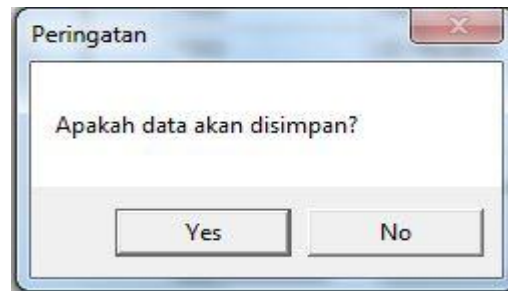 Peringatan
Apakah data akan disimpan?
Yes
No